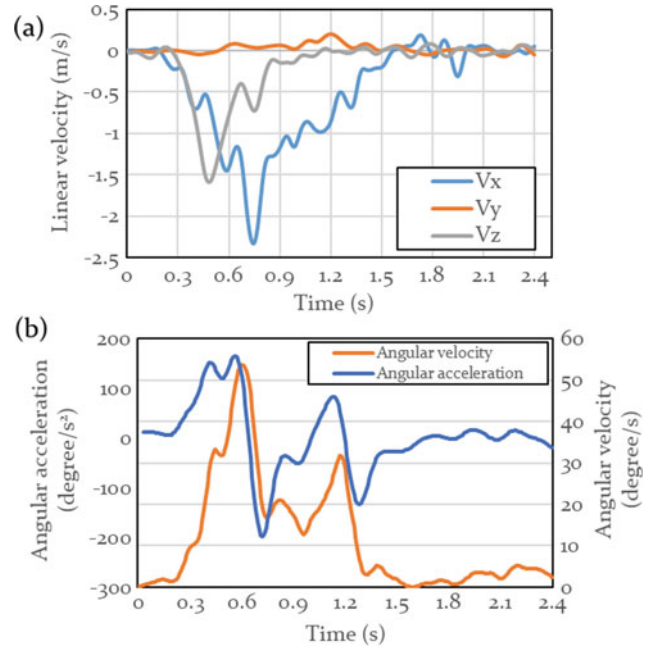 (a)
Linear velocity (m/s)
0.5
0
-0.5
-1
-1.5
-2
-2.5
0 0.3 0.6 0.9 1.2 1.5 1.8 2.1 2.4
Time (s)
Vx
Vy
Vz
(b)
Angular acceleration
(degree/s²)
200
100
0
-100
-200
-300
Angular velocity
Angular acceleration
60
50
40
30
20
10
0
Angular velocity
(degree/s)
0 0.3 0.6 0.9 1.2 1.5 1.8 2.1 2.4
Time (s)